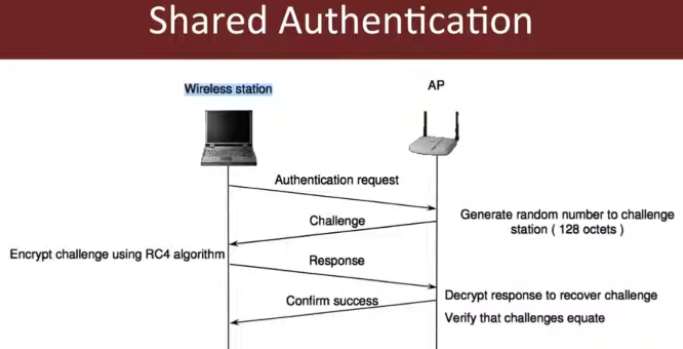 Shared Authentication
Wireless station
AP
Authentication request
Challenge
Generate random number to challenge
station ( 128 octets )
Encrypt challenge using RC4 algorithm
Response
Confirm success
Decrypt response to recover challenge
Verify that challenges equate